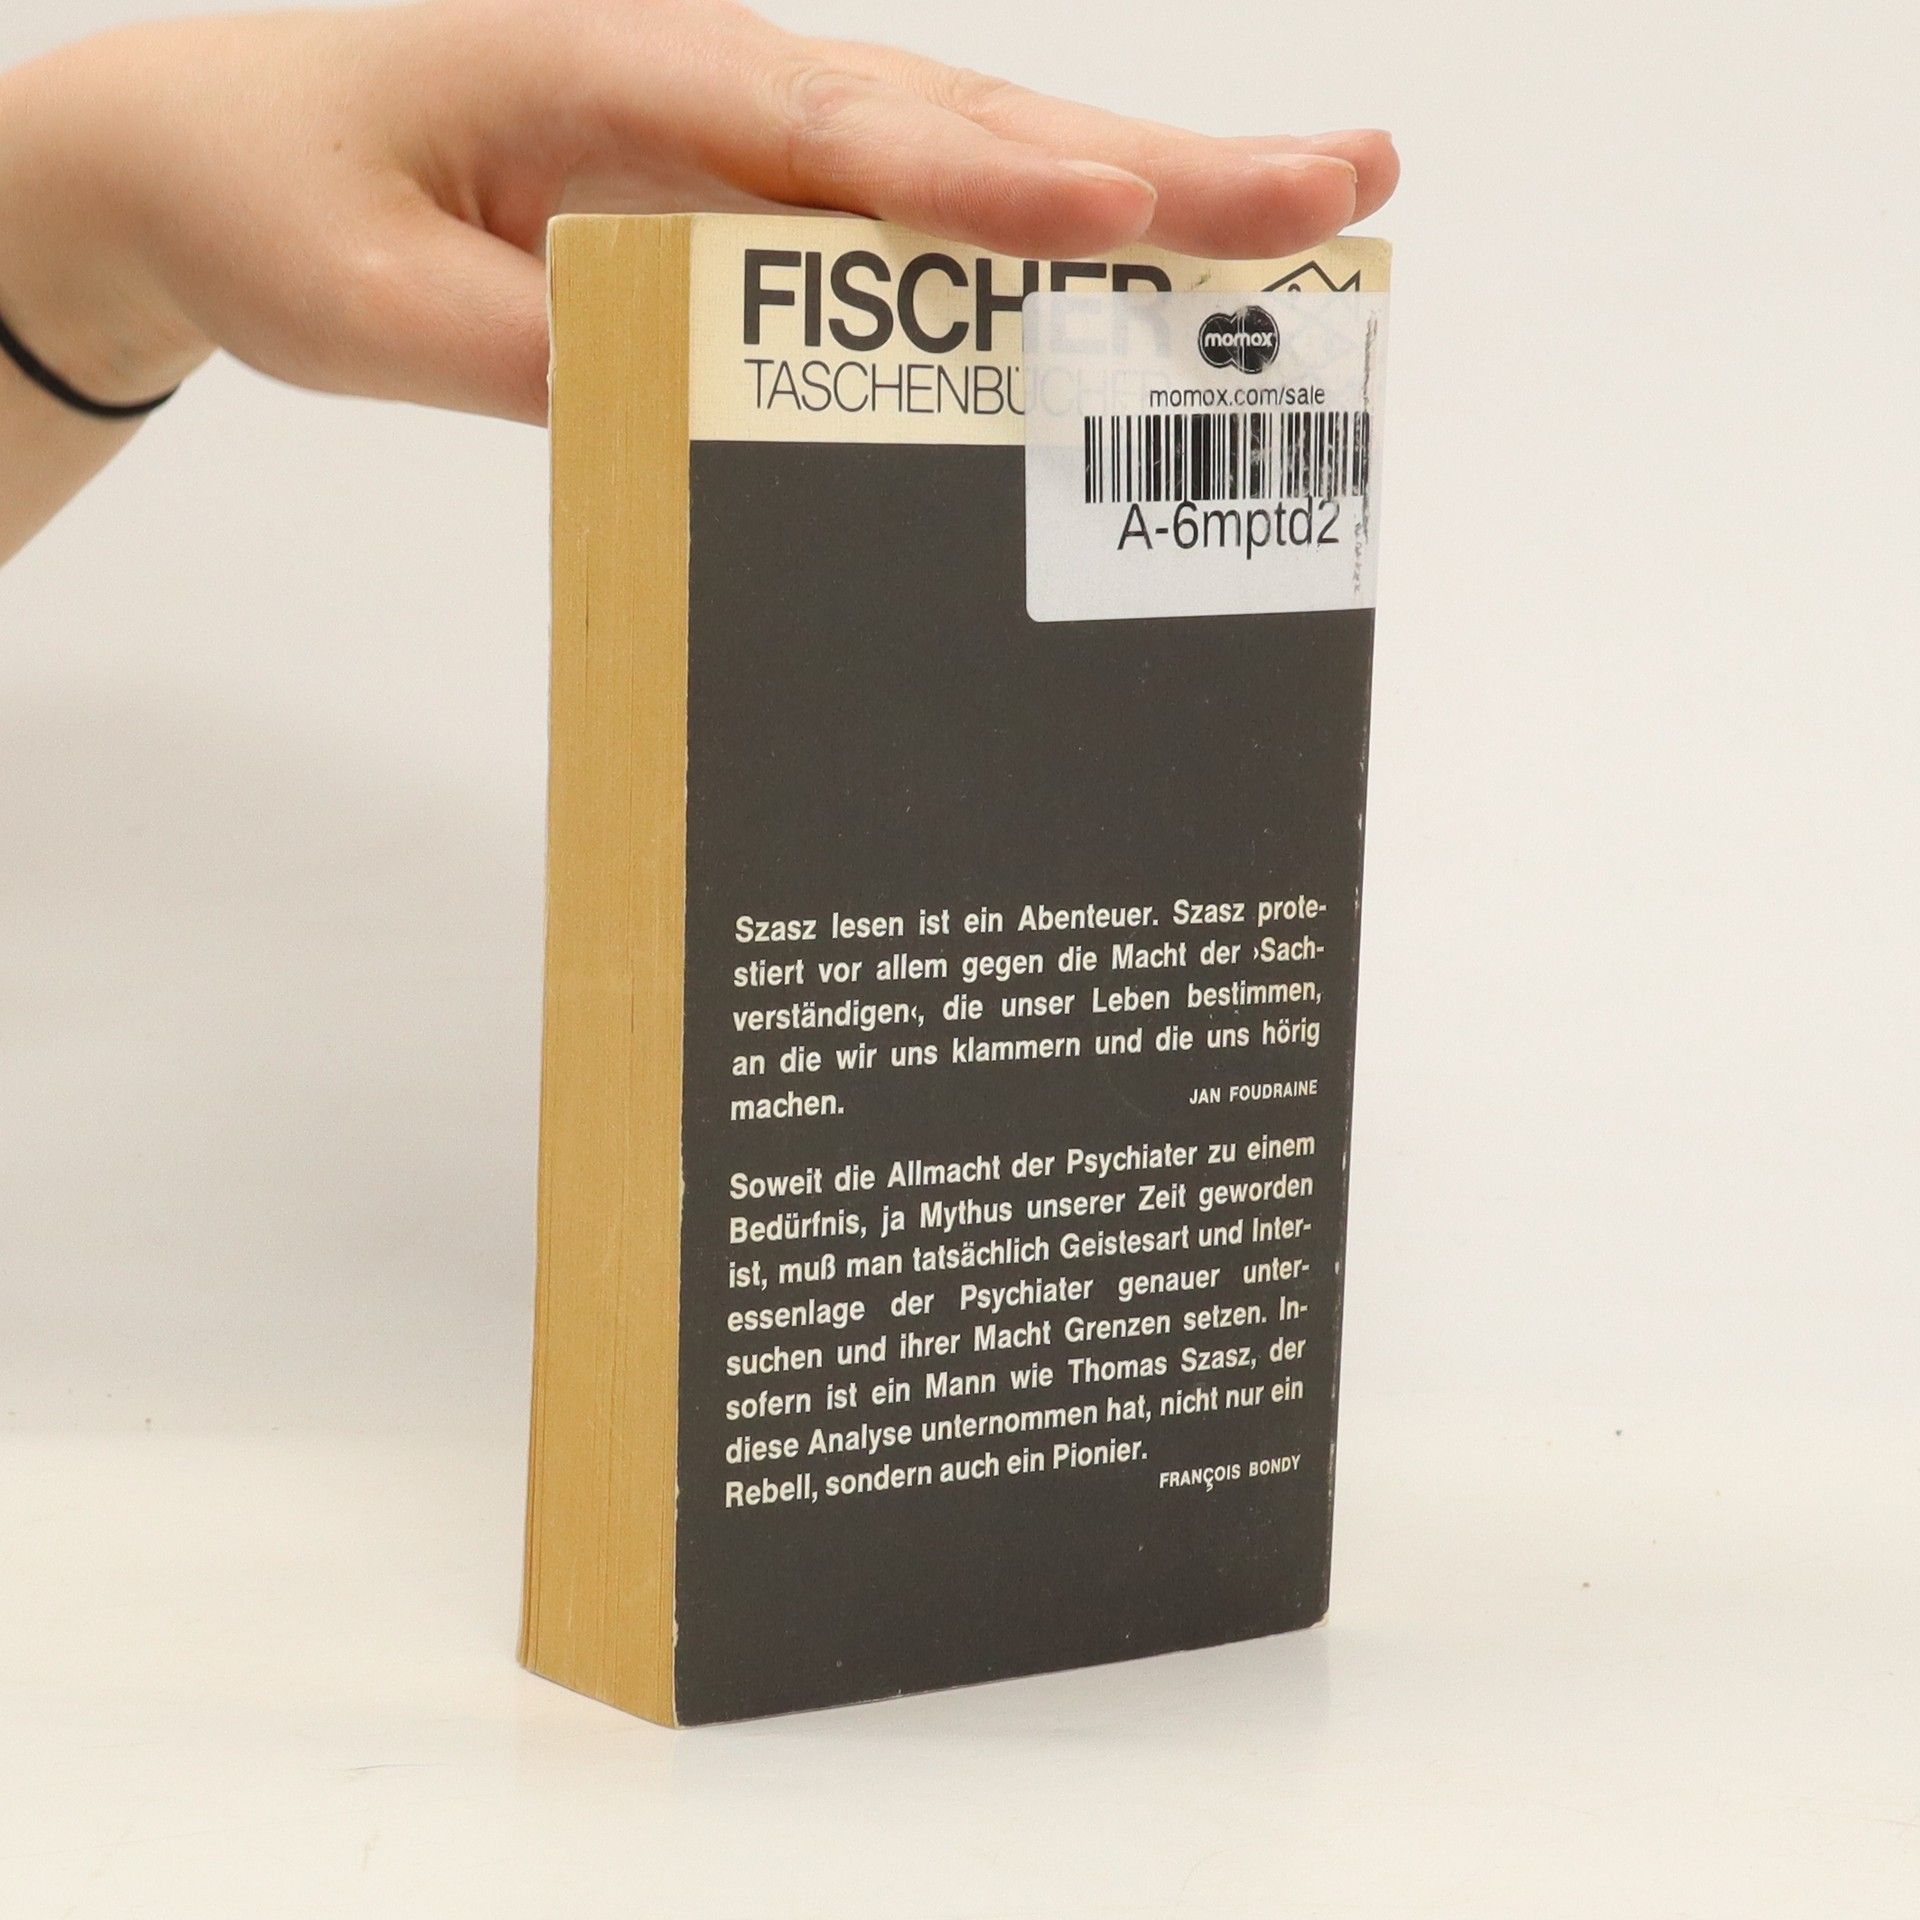 FISCHER
TASCHENBÜCHER
momox
momox.com/sale
A-6mptd2
Szasz lesen ist ein Abenteuer. Szasz prote-
stiert vor allem gegen die Macht der ›Sach-
verständigen‹, die unser Leben bestimmen,
an die wir uns klammern und die uns hörig
machen.
JAN FOUDRAINE
Soweit die Allmacht der Psychiater zu einem
Bedürfnis, ja Mythus unserer Zeit geworden
ist, muß man tatsächlich Geistesart und Inter-
essenlage der Psychiater genauer unter-
suchen und ihrer Macht Grenzen setzen. In-
sofern ist ein Mann wie Thomas Szasz, der
diese Analyse unternommen hat, nicht nur ein
Rebell, sondern auch ein Pionier.
FRANÇOIS BONDY